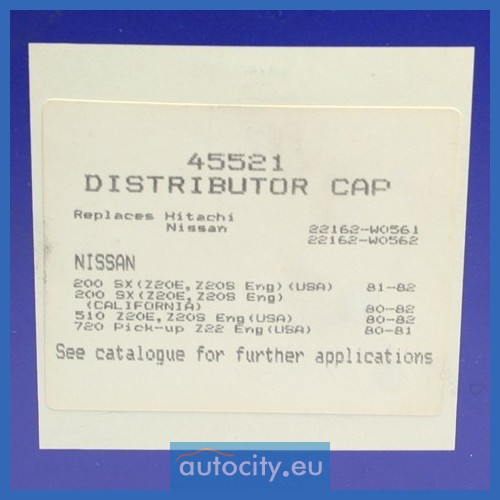 45521
DISTRIBUTOR CAP
Replaces Hitachi 22162-W0561
Nissan 22162-W0562
NISSAN
200 SX(Z20E,Z20S Eng)(USA) 81-82
200 SX(Z20E,Z20S Eng)
(CALIFORNIA) 80-82
510 Z20E,Z20S Eng(USA) 80-82
720 Pick-up Z22 Eng(USA) 80-81
See catalogue for further applications
autocity.eu